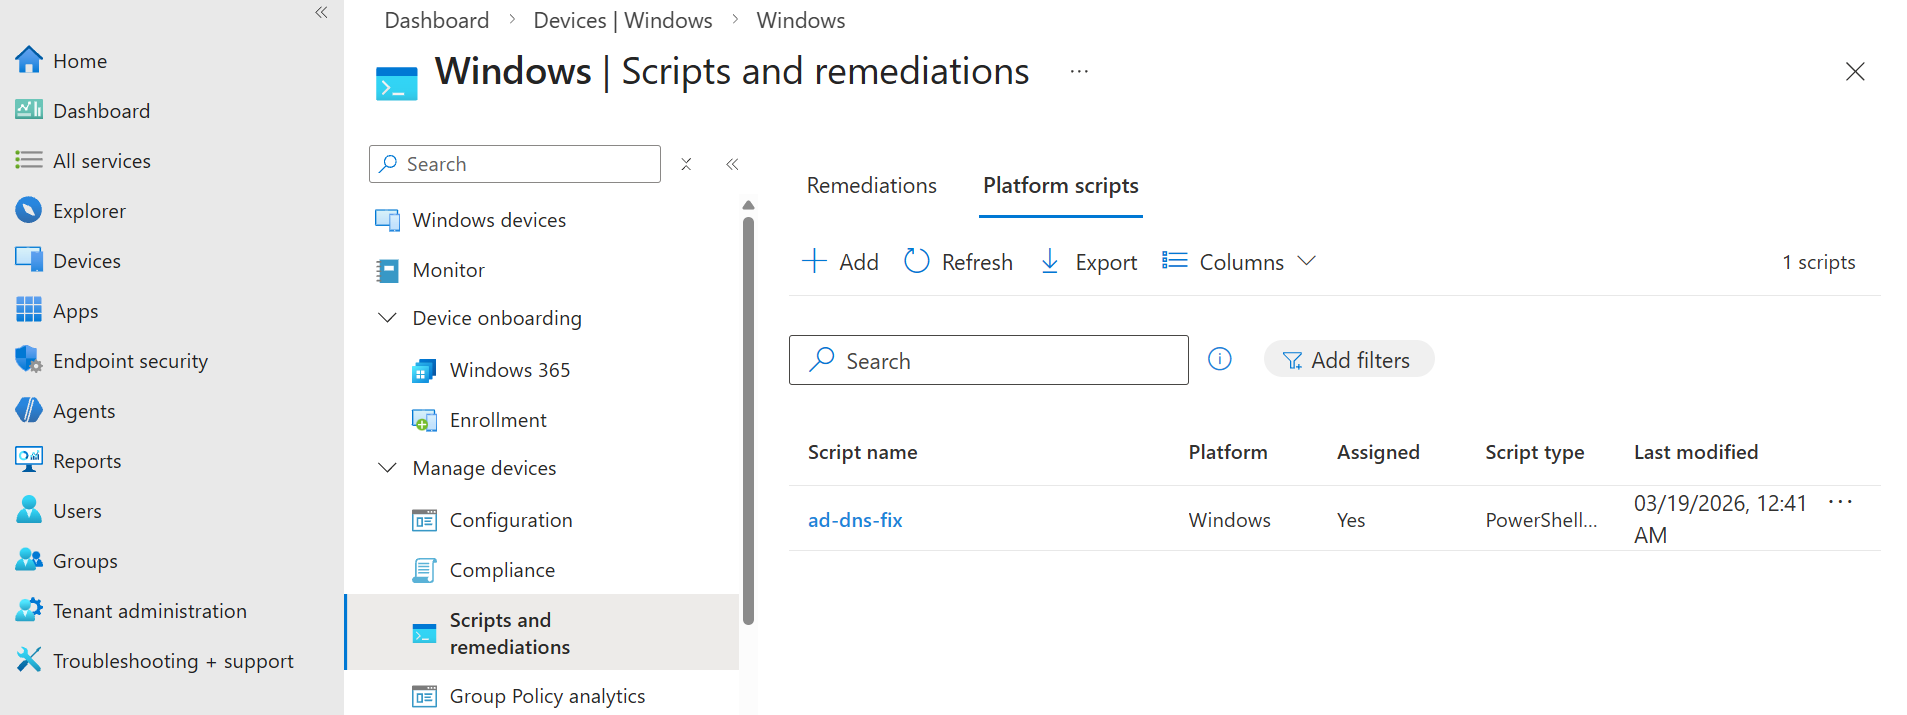 Home
Dashboard
All services
Explorer
Devices
Apps
Endpoint security
Agents
Reports
Users
Groups
Tenant administration
Troubleshooting + support
Dashboard > Devices | Windows > Windows
Windows | Scripts and remediations ...
Search
Windows devices
Monitor
Device onboarding
Windows 365
Enrollment
Manage devices
Configuration
Compliance
Scripts and
remediations
Group Policy analytics
Remediations Platform scripts
Add Refresh Export Columns 1 scripts
Search Add filters
Script name Platform Assigned Script type Last modified
ad-dns-fix Windows Yes PowerShell... 03/19/2026, 12:41
AM